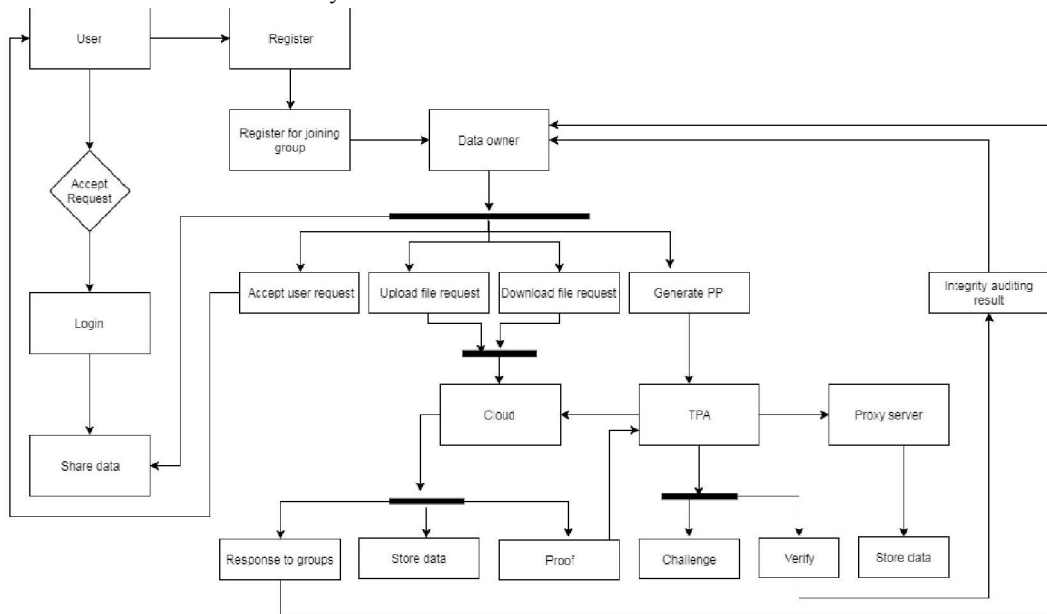 User
Register
Register for joining
group
Data owner
Accept
Request
Accept user request
Upload file request
Download file request
Generate PP
Integrity auditing
result
Login
Cloud
TPA
Proxy server
Share data
Response to groups
Store data
Proof
Challenge
Verify
Store data